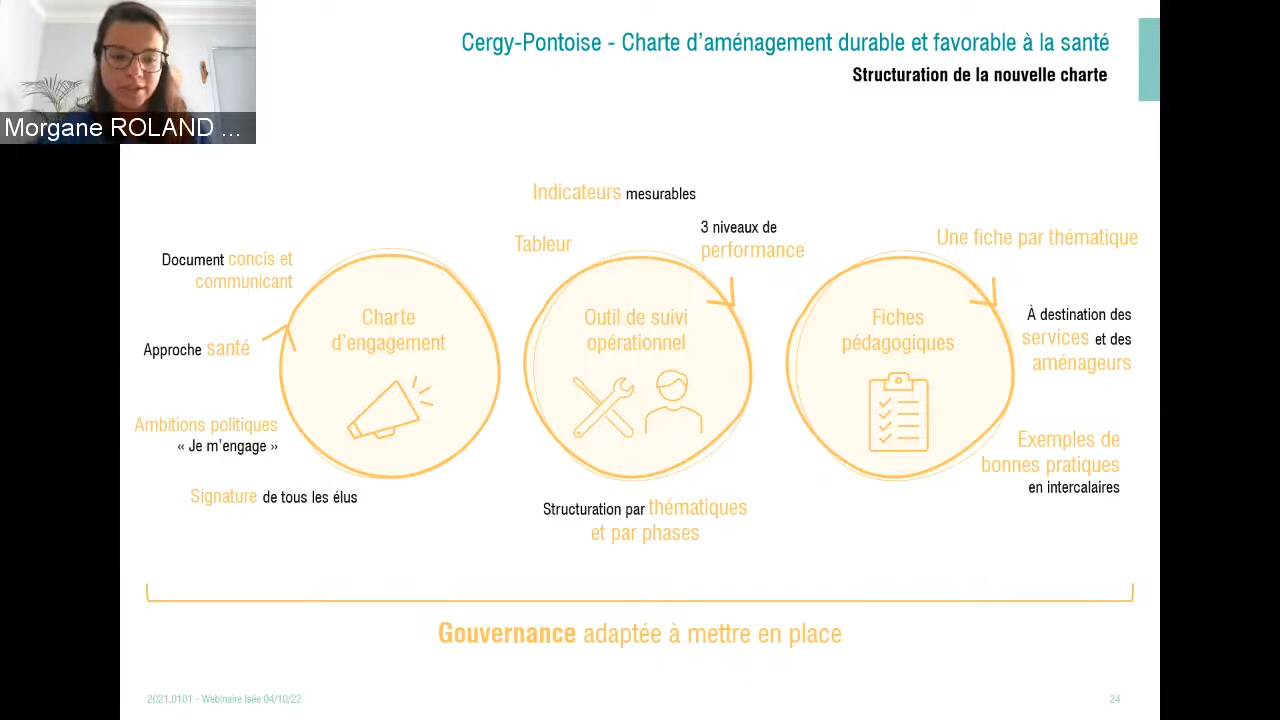 Morgane ROLAND ...
Cergy-Pontoise - Charte d'aménagement durable et favorable à la santé
Structuration de la nouvelle charte
Document concis et
communicant
Approche santé
Ambitions politiques
« Je m'engage »
Signature de tous les élus
Charte
d'engagement
Indicateurs mesurables
Tableur
3 niveaux de
performance
Outil de suivi
opérationnel
Structuration par thématiques
et par phases
Une fiche par thématique
Fiches
pédagogiques
À destination des
services et des
aménageurs
Exemples de
bonnes pratiques
en intercalaires
Gouvernance adaptée à mettre en place
2021.0101 - Webinaire Isée 04/10/22
24